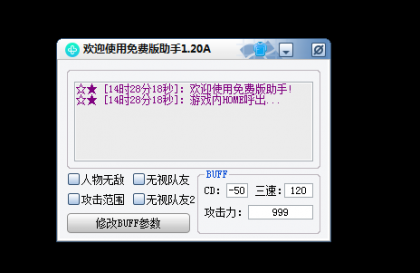 欢迎使用免费版助手1.20A
☆★ [14时28分18秒]: 欢迎使用免费版助手!
☆★ [14时28分18秒]: 游戏内HOME呼出...
人物无敌 无视队友
攻击范围 无视队友2
修改BUFF参数
BUFF
CD: -50 三速: 120
攻击力: 999